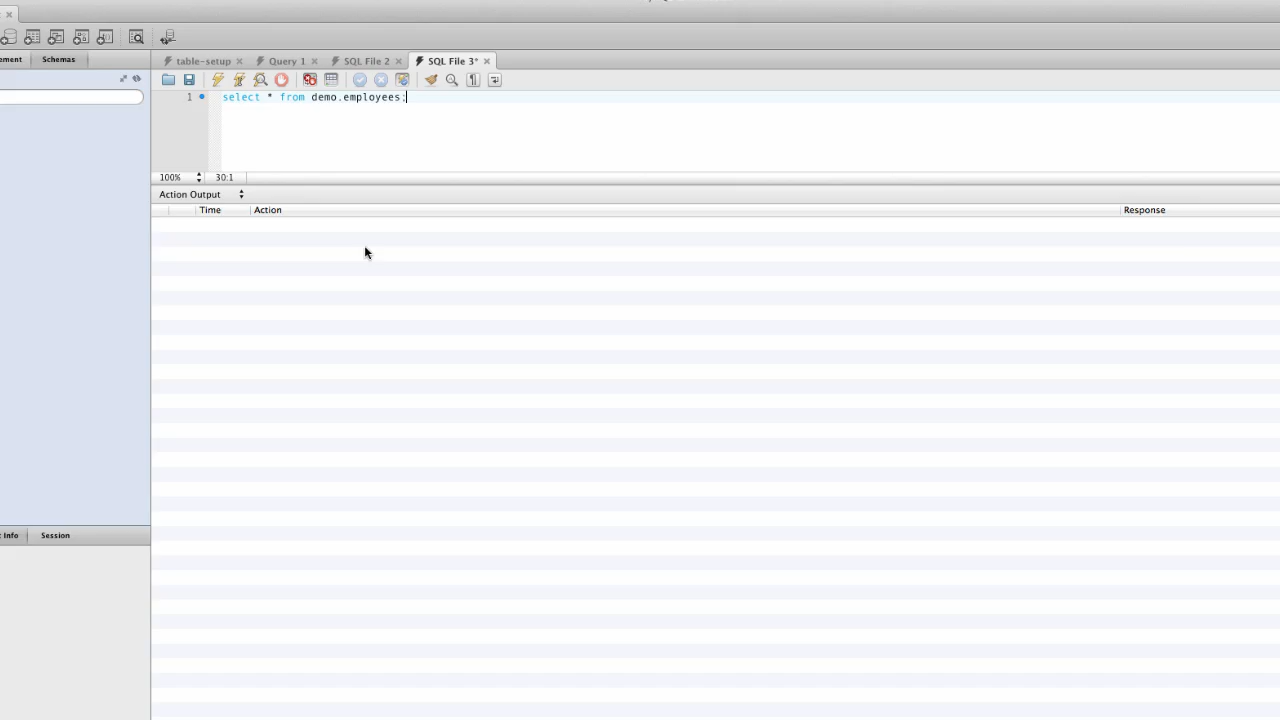 ement Schemas
table-setup Query 1 SQL File 2 SQL File 3*
1 select * from demo.employees;
100% 30:1
Action Output
Time Action Response
t Info Session